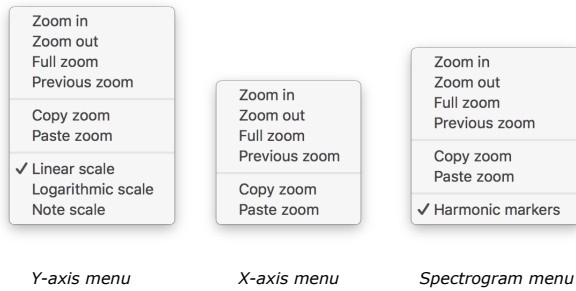 Zoom in
Zoom out
Full zoom
Previous zoom
Copy zoom
Paste zoom
✓ Linear scale
Logarithmic scale
Note scale
Y-axis menu
Zoom in
Zoom out
Full zoom
Previous zoom
Copy zoom
Paste zoom
X-axis menu
Zoom in
Zoom out
Full zoom
Previous zoom
Copy zoom
Paste zoom
✓ Harmonic markers
Spectrogram menu